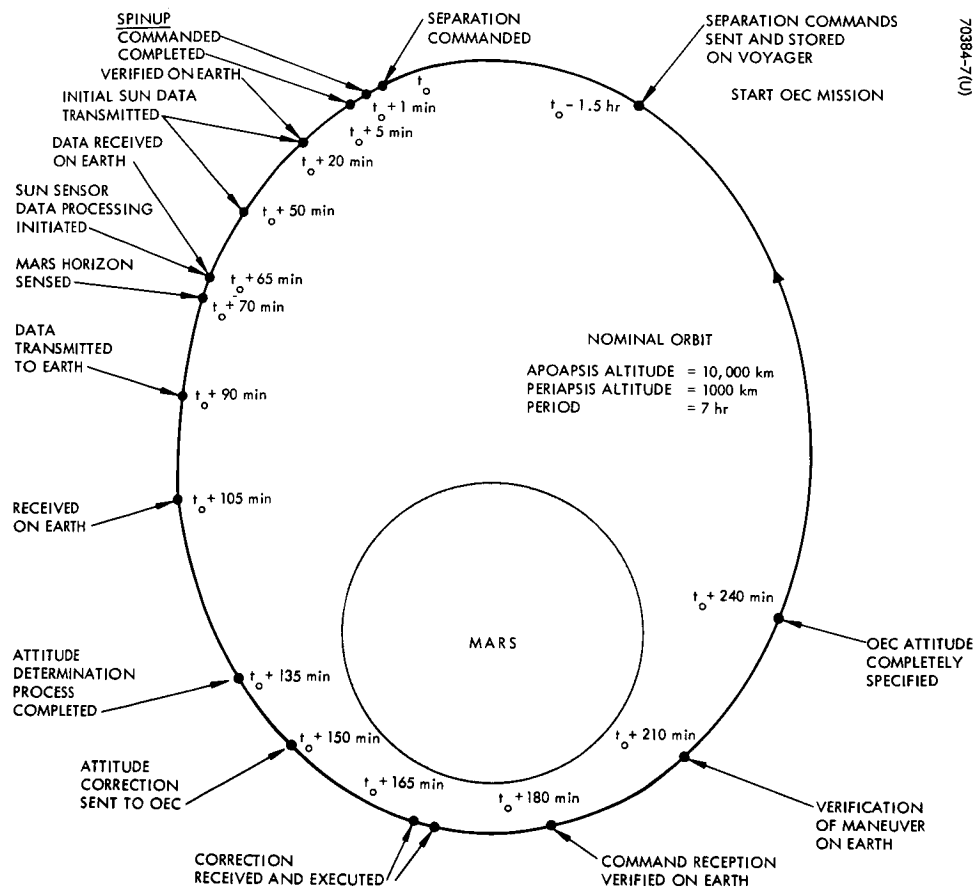 SPINUP
COMMANDED
COMPLETED
VERIFIED ON EARTH
INITIAL SUN DATA
TRANSMITTED
DATA RECEIVED
ON EARTH
SUN SENSOR
DATA PROCESSING
INITIATED
MARS HORIZON
SENSED
DATA
TRANSMITTED
TO EARTH
RECEIVED
ON EARTH
ATTITUDE
DETERMINATION
PROCESS
COMPLETED
ATTITUDE
CORRECTION
SENT TO OEC
CORRECTION
RECEIVED AND EXECUTED
COMMAND RECEPTION
VERIFIED ON EARTH
VERIFICATION
OF MANEUVER
ON EARTH
OEC ATTITUDE
COMPLETELY
SPECIFIED
SEPARATION
COMMANDED
SEPARATION COMMANDS
SENT AND STORED
ON VOYAGER
START OEC MISSION
70384-7(U)
t₀
t₀ - 1.5 hr
t₀ + 1 min
t₀ + 5 min
t₀ + 20 min
t₀ + 50 min
t₀ + 65 min
t₀ + 70 min
t₀ + 90 min
t₀ + 105 min
t₀ + 135 min
t₀ + 150 min
t₀ + 165 min
t₀ + 180 min
t₀ + 210 min
t₀ + 240 min
NOMINAL ORBIT
APOAPSIS ALTITUDE = 10,000 km
PERIAPSIS ALTITUDE = 1000 km
PERIOD = 7 hr
MARS